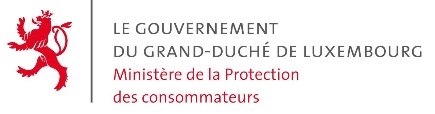 LE GOUVERNEMENT
DU GRAND-DUCHÉ DE LUXEMBOURG
Ministère de la Protection
des consommateurs